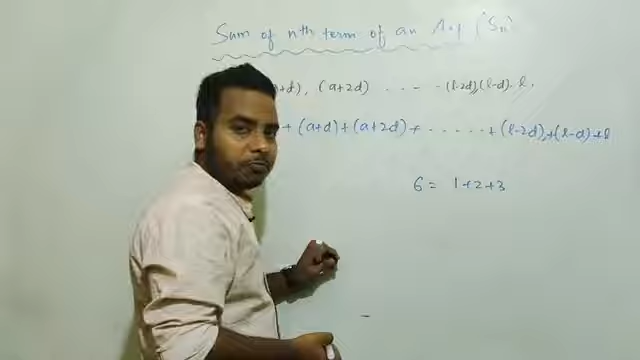 Sum of nth term of an A.P (Sn)
+d), (a+2d) ..... (l-2d), (l-d). l.
+ (a+d) + (a+2d) + ...... + (l-2d) + (l-d) + l
6 = 1+2+3